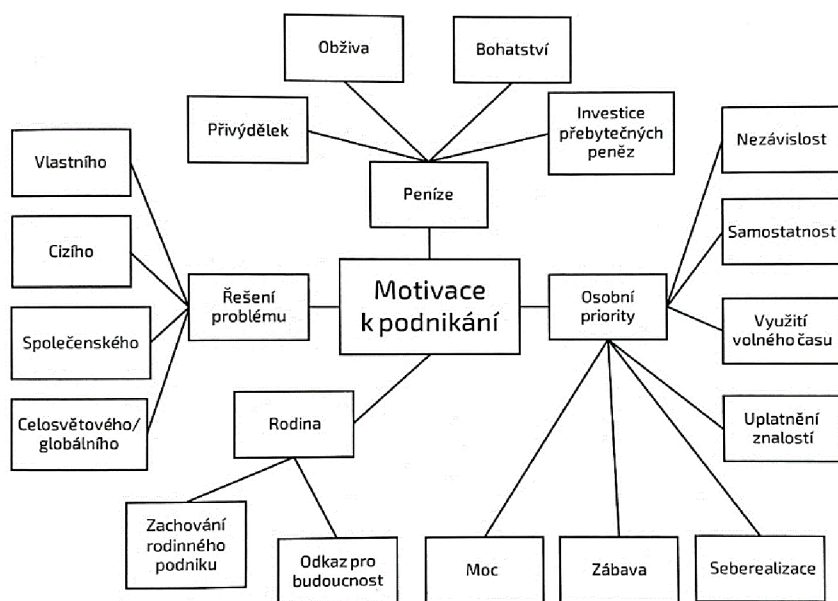 Obživa
Bohatství
Přivýdělek
Investice
přebytečných
peněz
Peníze
Vlastního
Cizího
Společenského
Celosvětového/
globálního
Řešení
problému
Motivace
k podnikání
Osobní
priority
Nezávislost
Samostatnost
Využití
volného času
Uplatnění
znalostí
Rodina
Zachování
rodinného
podniku
Odkaz pro
budoucnost
Moc
Zábava
Seberealizace